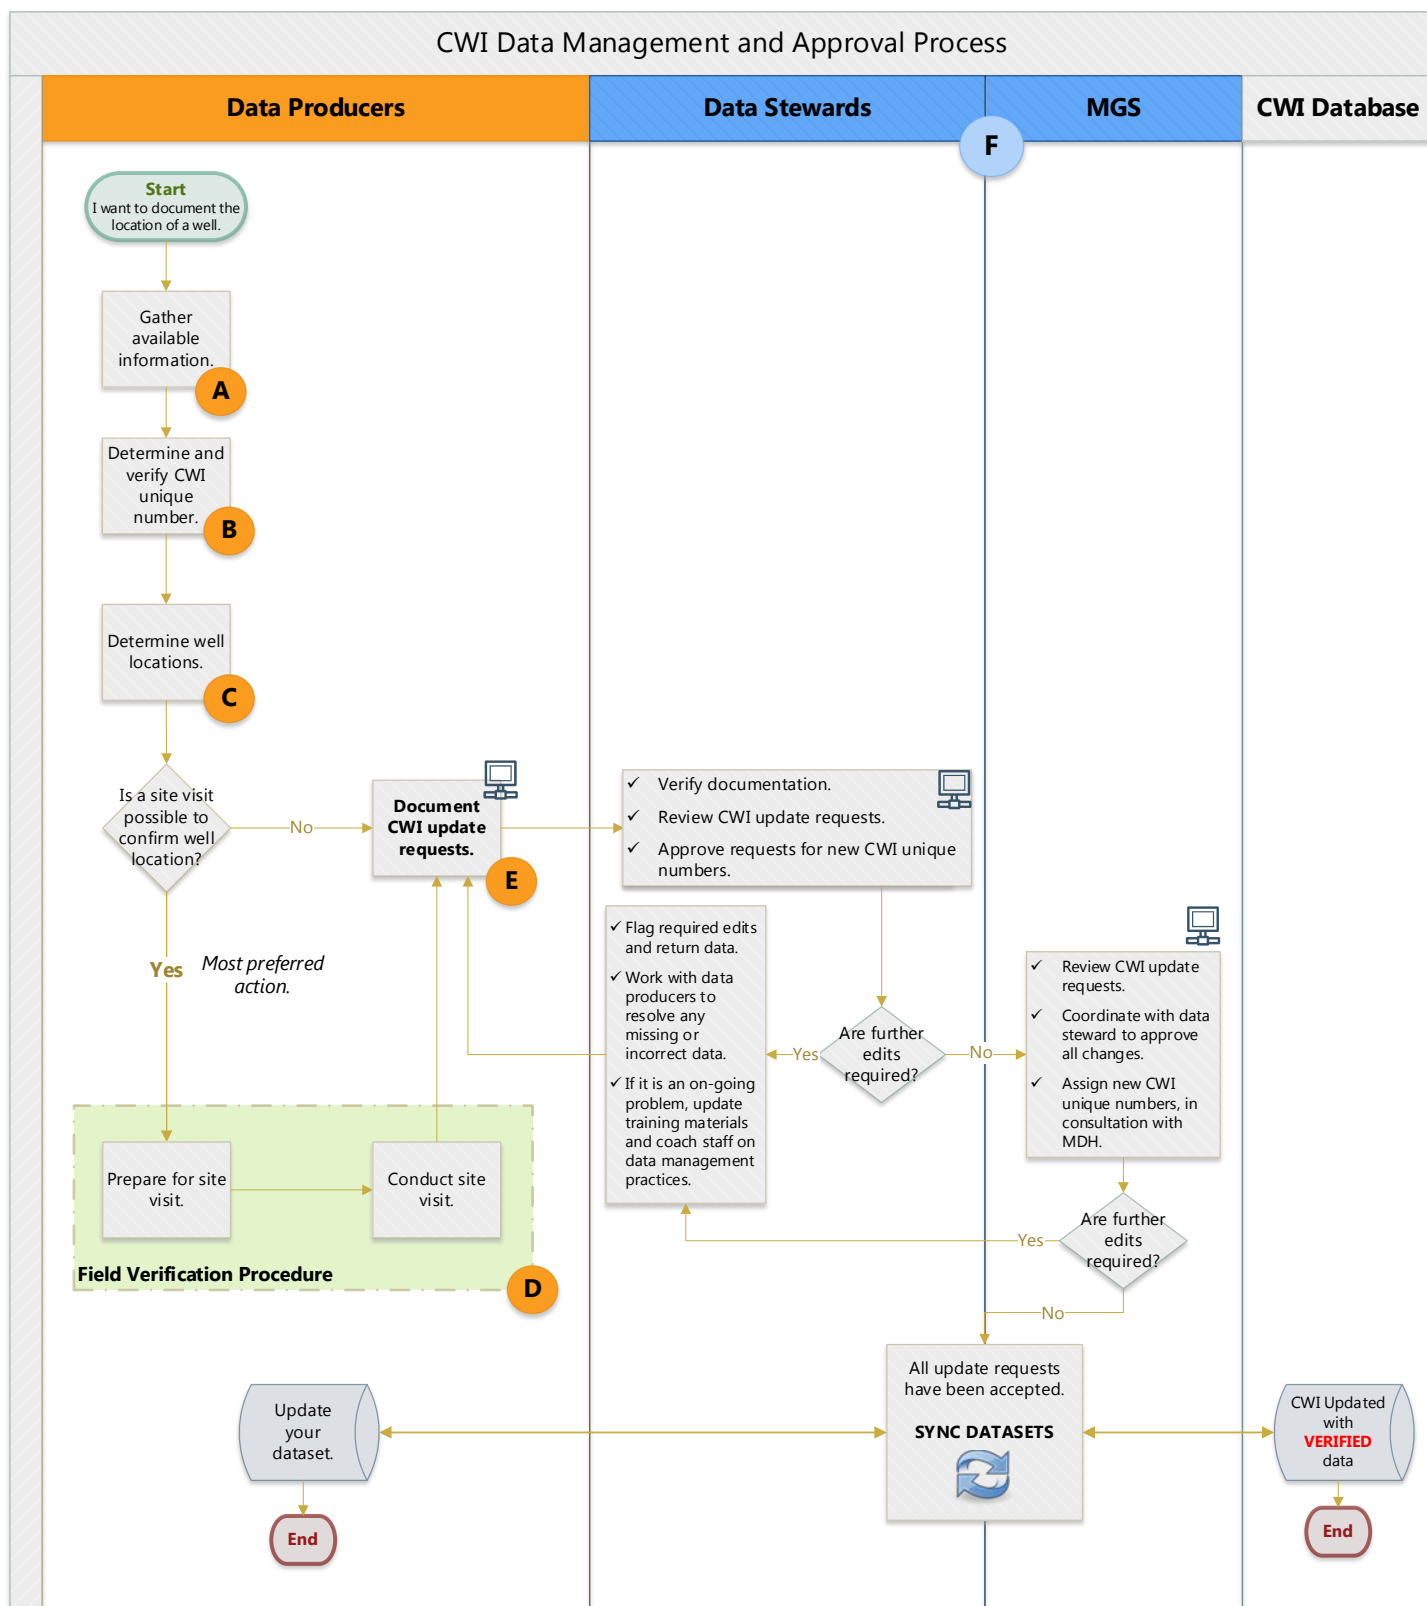 CWI Data Management and Approval Process
Data Producers
Data Stewards
MGS
CWI Database
F
Start
I want to document the
location of a well.
Gather
available
information.
A
Determine and
verify CWI
unique
number.
B
Determine well
locations.
C
Is a site visit
possible to
confirm well
location?
No
Document
CWI update
requests.
E
✓ Verify documentation.
✓ Review CWI update requests.
✓ Approve requests for new CWI unique
numbers.
✓ Flag required edits
and return data.
✓ Work with data
producers to
resolve any
missing or
incorrect data.
✓ If it is an on-going
problem, update
training materials
and coach staff on
data management
practices.
Yes
Are further
edits
required?
No
✓ Review CWI update
requests.
✓ Coordinate with data
steward to approve
all changes.
✓ Assign new CWI
unique numbers, in
consultation with
MDH.
Yes
Most preferred
action.
Prepare for site
visit.
Conduct site
visit.
Field Verification Procedure
D
Yes
Are further
edits
required?
No
All update requests
have been accepted.
SYNC DATASETS
Update
your
dataset.
End
CWI Updated
with
VERIFIED
data
End